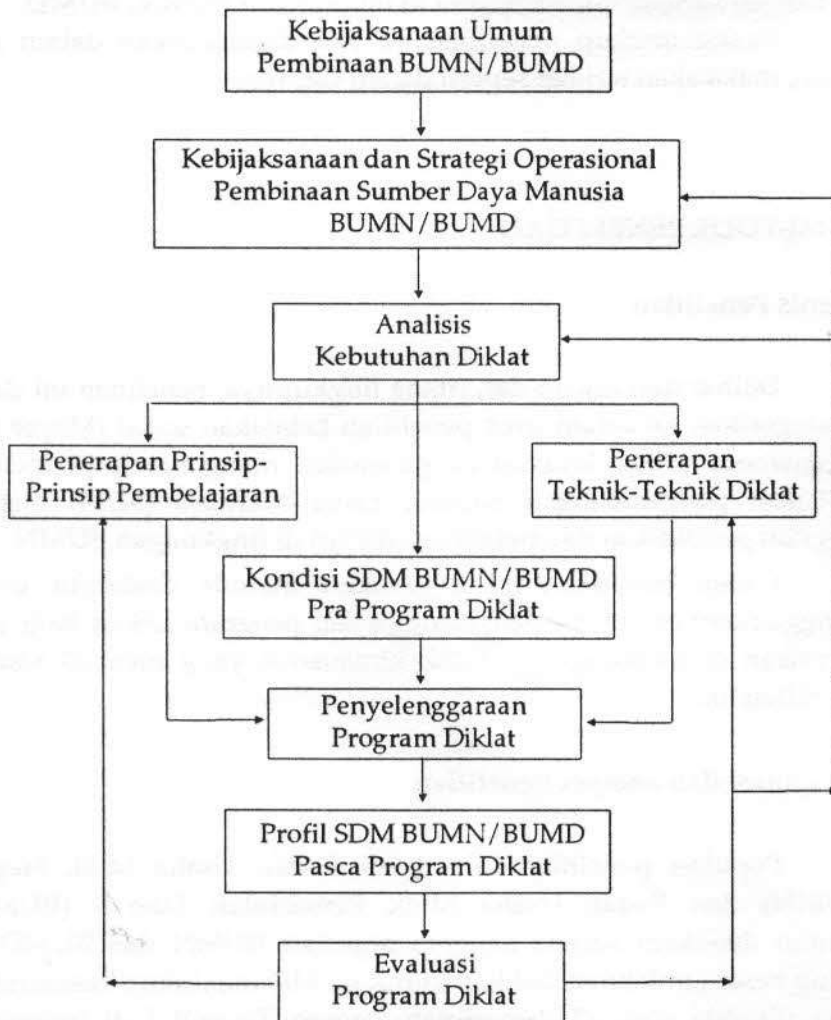 Kebijaksanaan Umum
Pembinaan BUMN/BUMD
Kebijaksanaan dan Strategi Operasional
Pembinaan Sumber Daya Manusia
BUMN/BUMD
Analisis
Kebutuhan Diklat
Penerapan Prinsip-
Prinsip Pembelajaran
Penerapan
Teknik-Teknik Diklat
Kondisi SDM BUMN/BUMD
Pra Program Diklat
Penyelenggaraan
Program Diklat
Profil SDM BUMN/BUMD
Pasca Program Diklat
Evaluasi
Program Diklat